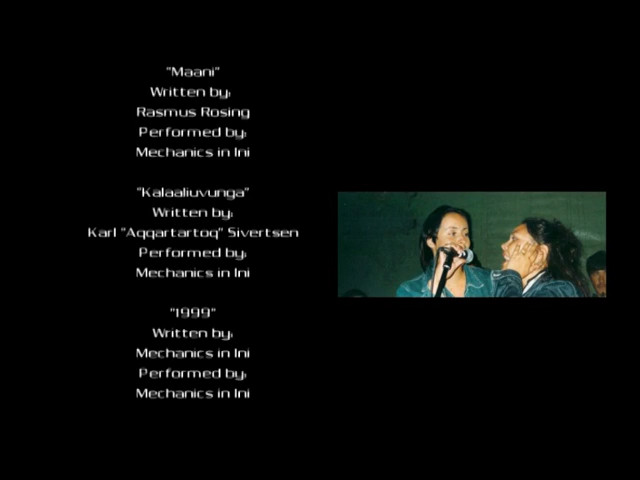 "Maani"
Written by:
Rasmus Rosing
Performed by:
Mechanics in Ini
"Kalaaliuvunga"
Written by:
Karl "Aqqartartoq" Sivertsen
Performed by:
Mechanics in Ini
"1999"
Written by:
Mechanics in Ini
Performed by:
Mechanics in Ini